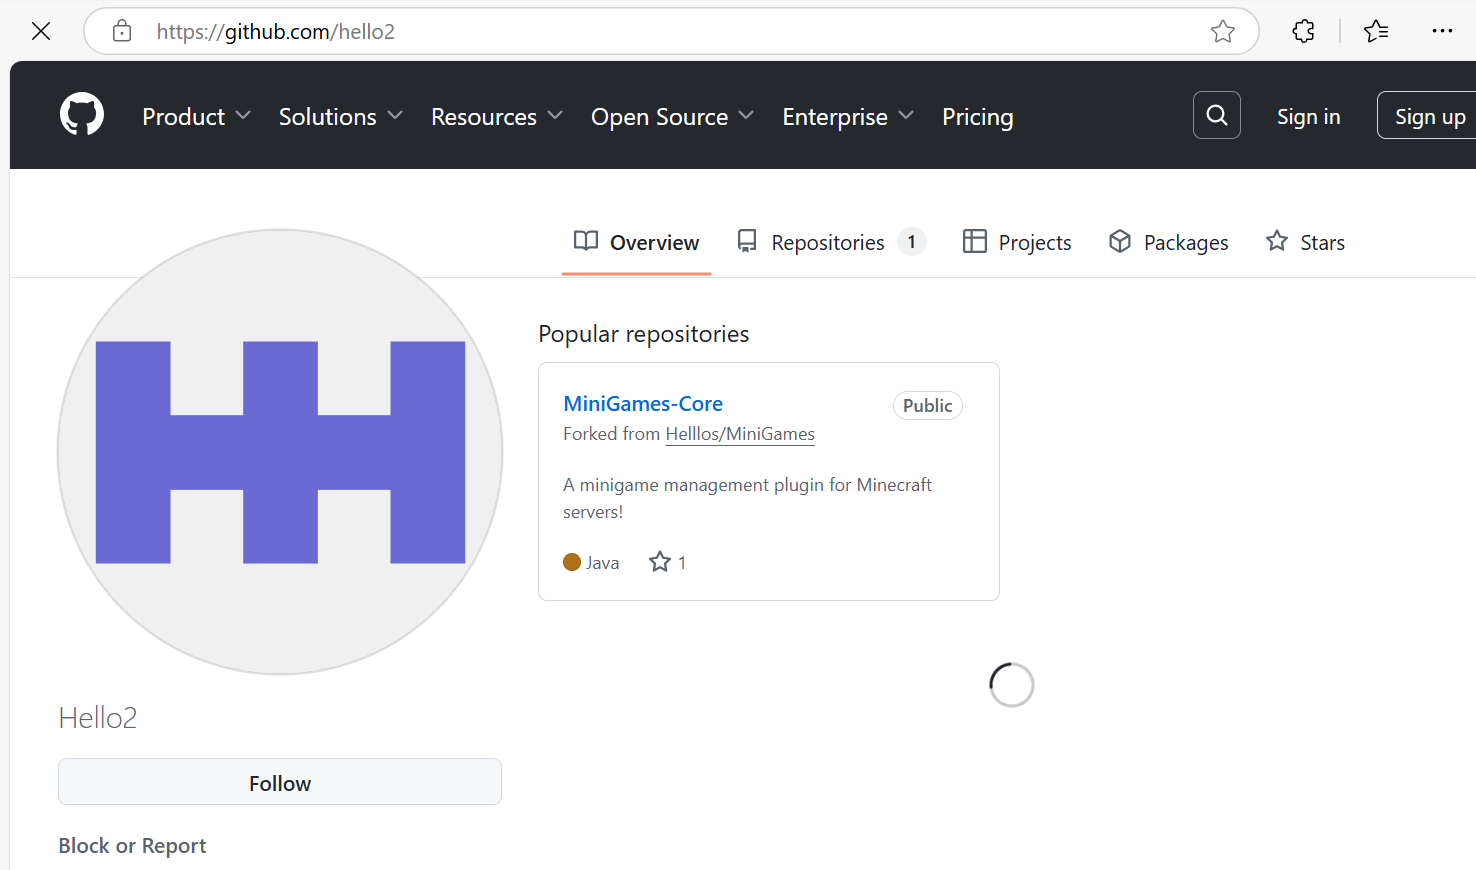 https://github.com/hello2
Product Solutions Resources Open Source Enterprise Pricing Sign in Sign up
Overview Repositories 1 Projects Packages Stars
Popular repositories
MiniGames-Core Public
Forked from Helllos/MiniGames
A minigame management plugin for Minecraft
servers!
Java 1
Hello2
Follow
Block or Report